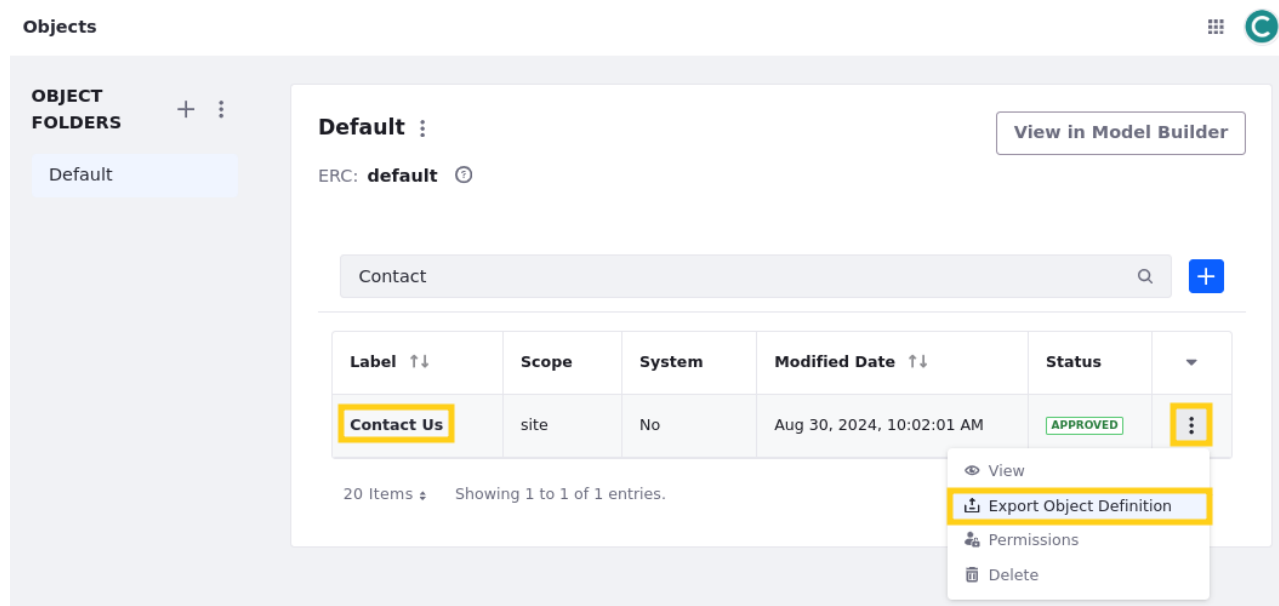 Objects
C
OBJECT
FOLDERS
Default
Default
View in Model Builder
ERC: default
Contact
Label Scope System Modified Date Status
Contact Us site No Aug 30, 2024, 10:02:01 AM APPROVED
View
20 Items Showing 1 to 1 of 1 entries.
Export Object Definition
Permissions
Delete